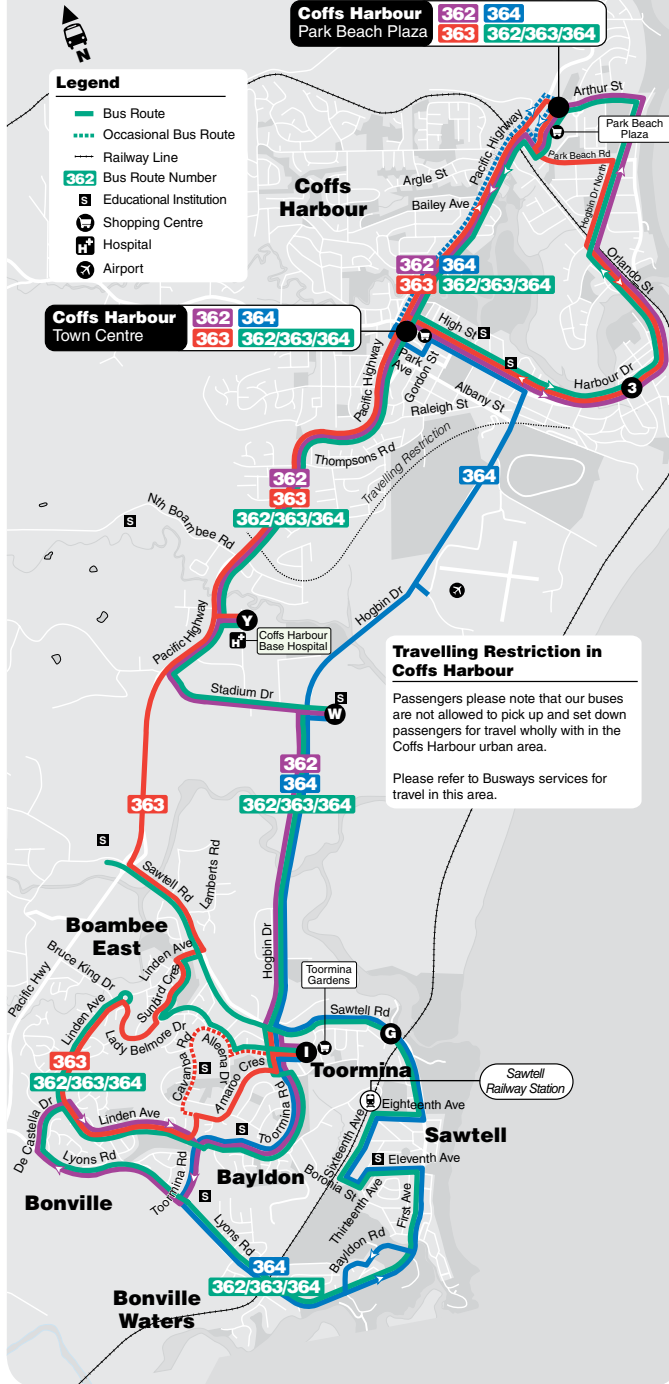 Coffs Harbour 362 364
Park Beach Plaza 363 362/363/364
N
Legend
Bus Route
Occasional Bus Route
Railway Line
362 Bus Route Number
S Educational Institution
Shopping Centre
H Hospital
Airport
Arthur St
Park Beach
Plaza
Park Beach Rd
Pacific Highway
Argle St
Bailey Ave
Coffs
Harbour
Hogbin Dr North
Orlando St
362 364
363 362/363/364
Coffs Harbour 362 364
Town Centre 363 362/363/364
High St
S
S
Park
Ave
Gordon St
Harbour Dr
3
Pacific Highway
Albany St
Raleigh St
Thompsons Rd
Travelling Restriction
362
363
362/363/364
364
Nth Boambee Rd
S
Hogbin Dr
Y
H
Coffs Harbour
Base Hospital
Pacific Highway
Stadium Dr
S
W
Travelling Restriction in
Coffs Harbour
Passengers please note that our buses
are not allowed to pick up and set down
passengers for travel wholly with in the
Coffs Harbour urban area.
Please refer to Busways services for
travel in this area.
362
364
362/363/364
363
S
Sawtell Rd
Lamberts Rd
Boambee
East
Bruce King Dr
Linden Ave
Sunbird Cres
Hogbin Dr
Pacific Hwy
Linden Ave
Lady Belmore Dr
Toormina
Gardens
Sawtell Rd
G
I
Toormina
Cavanba Rd
Alleena Dr
S
Amaroo Cres
Toormina Rd
S
363
362/363/364
Sawtell
Railway Station
Eighteenth Ave
Sawtell
De Castella Dr
Linden Ave
Lyons Rd
Toormina Rd
Bayldon
Bonville
S
Sixteenth Ave
S
Eleventh Ave
Boronia St
Thirteenth Ave
First Ave
Bayldon Rd
Lyons Rd
364
362/363/364
Bonville
Waters